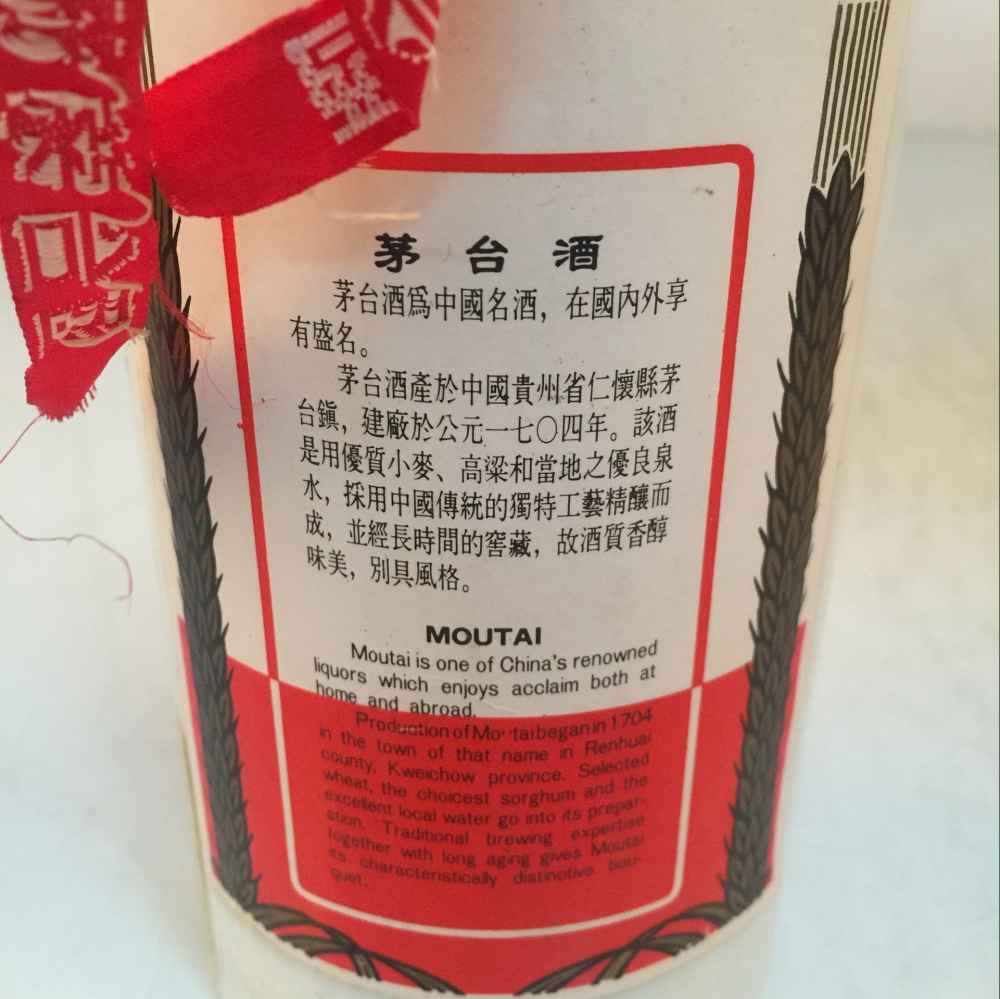 茅台酒
茅台酒爲中國名酒，在國內外享
有盛名。
茅台酒產於中國貴州省仁懷縣茅
台鎭，建廠於公元一七〇四年。該酒
是用優質小麥、高粱和當地之優良泉
水，採用中國傳統的獨特工藝精釀而
成，並經長時間的窖藏，故酒質香醇
味美，別具風格。
MOUTAI
Moutai is one of China's renowned
liquors which enjoys acclaim both at
home and abroad.
Production of Moutai began in 1704
in the town of that name in Renhuai
county, Kweichow province. Selected
wheat, the choicest sorghum and the
excellent local water go into its prepar-
ation. Traditional brewing expertise
together with long aging gives Moutai
its characteristically distinctive bou-
quet.